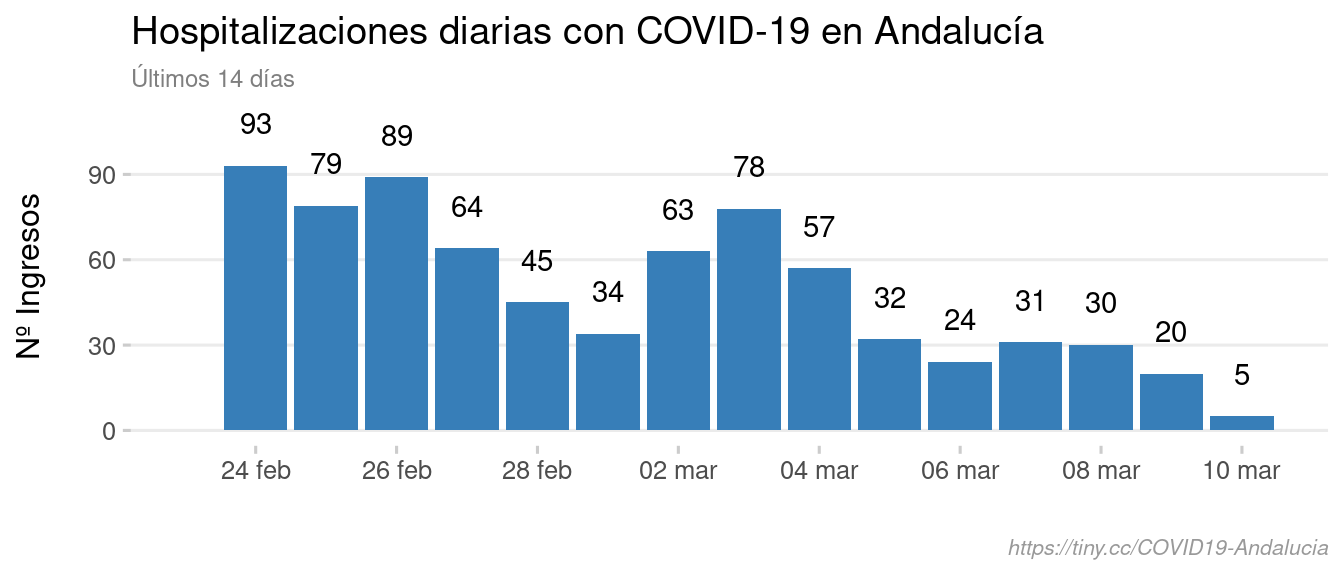 Hospitalizaciones diarias con COVID-19 en Andalucía
Últimos 14 días
93
79
89
64
45
34
63
78
57
32
24
31
30
20
5
Nº Ingresos
90
60
30
0
24 feb
26 feb
28 feb
02 mar
04 mar
06 mar
08 mar
10 mar
https://tiny.cc/COVID19-Andalucia